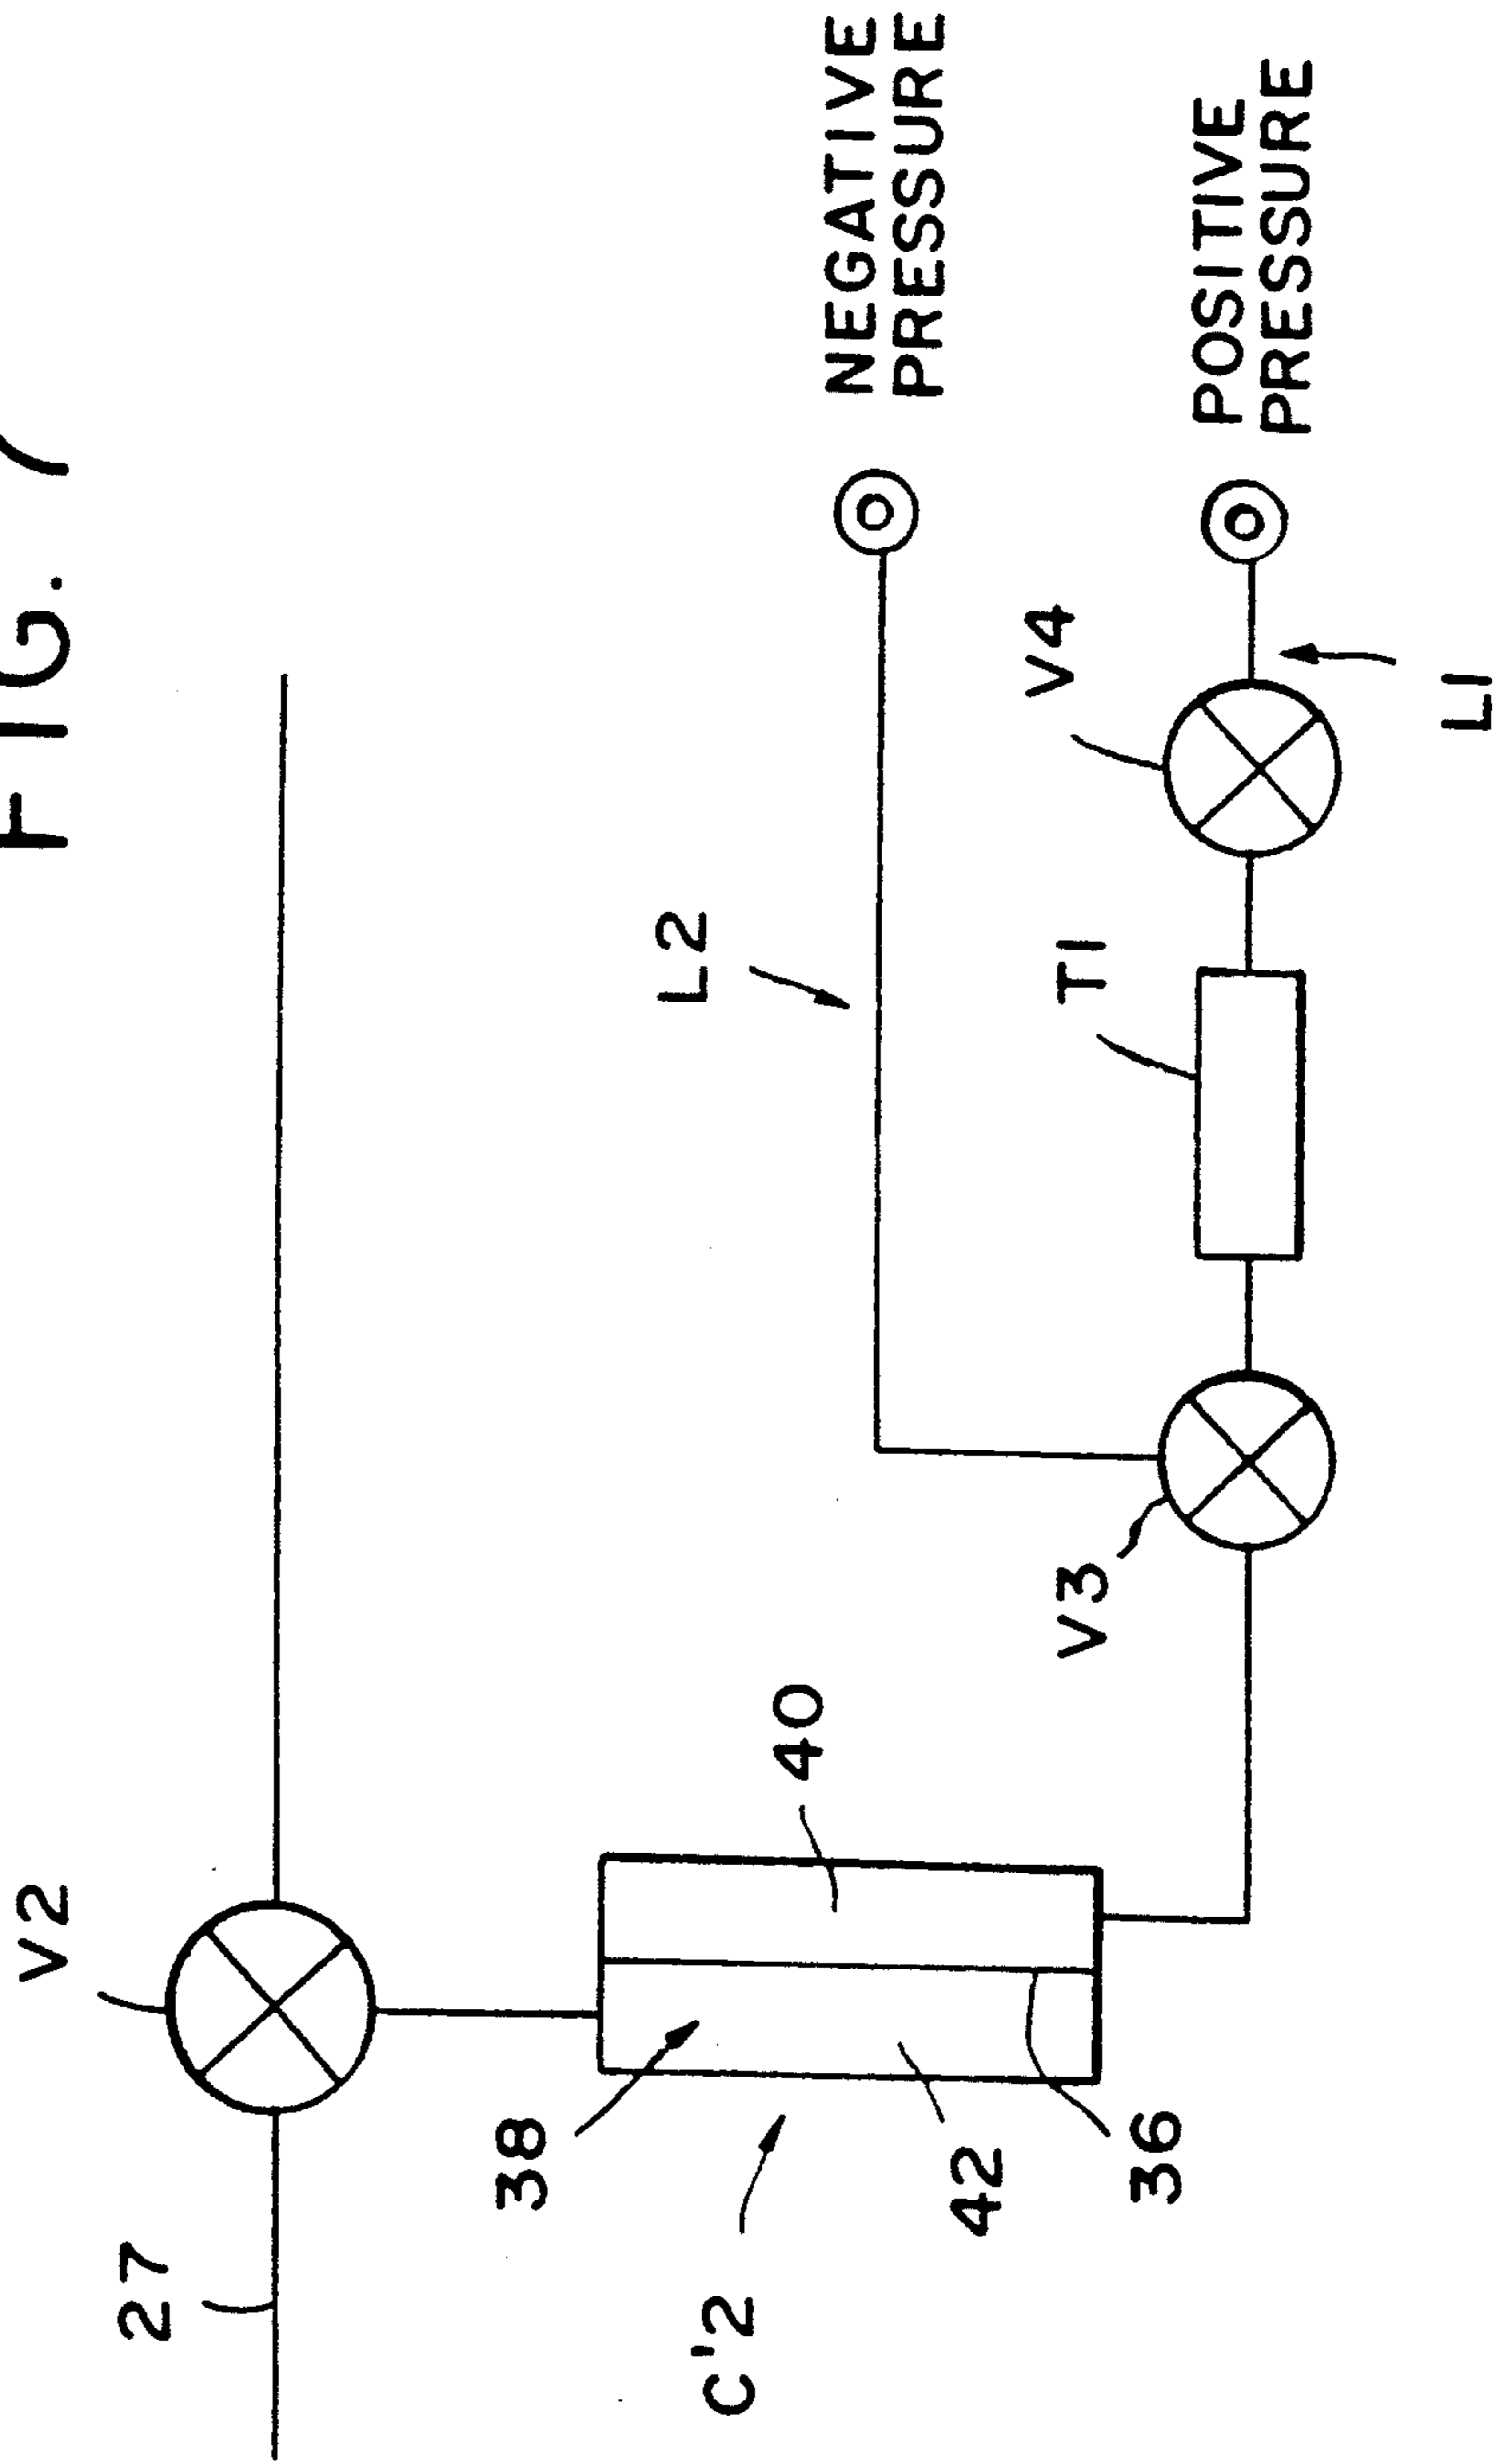 FIG. 7
V2
27
38
L2
C'2
40
NEGATIVE
PRESSURE
42
V4
V3
T1
36
POSITIVE
PRESSURE
L1